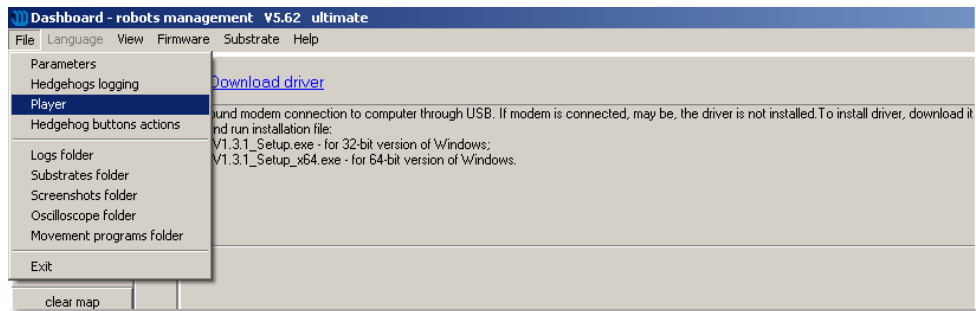 Dashboard - robots management V5.62 ultimate
File Language View Firmware Substrate Help
Parameters
Hedgehogs logging
Player
Hedgehog buttons actions
Logs folder
Substrates folder
Screenshots folder
Oscilloscope folder
Movement programs folder
Exit
clear map
Download driver
ound modem connection to computer through USB. If modem is connected, may be, the driver is not installed.To install driver, download it
nd run installation file:
V1.3.1_Setup.exe - for 32-bit version of Windows;
V1.3.1_Setup_x64.exe - for 64-bit version of Windows.